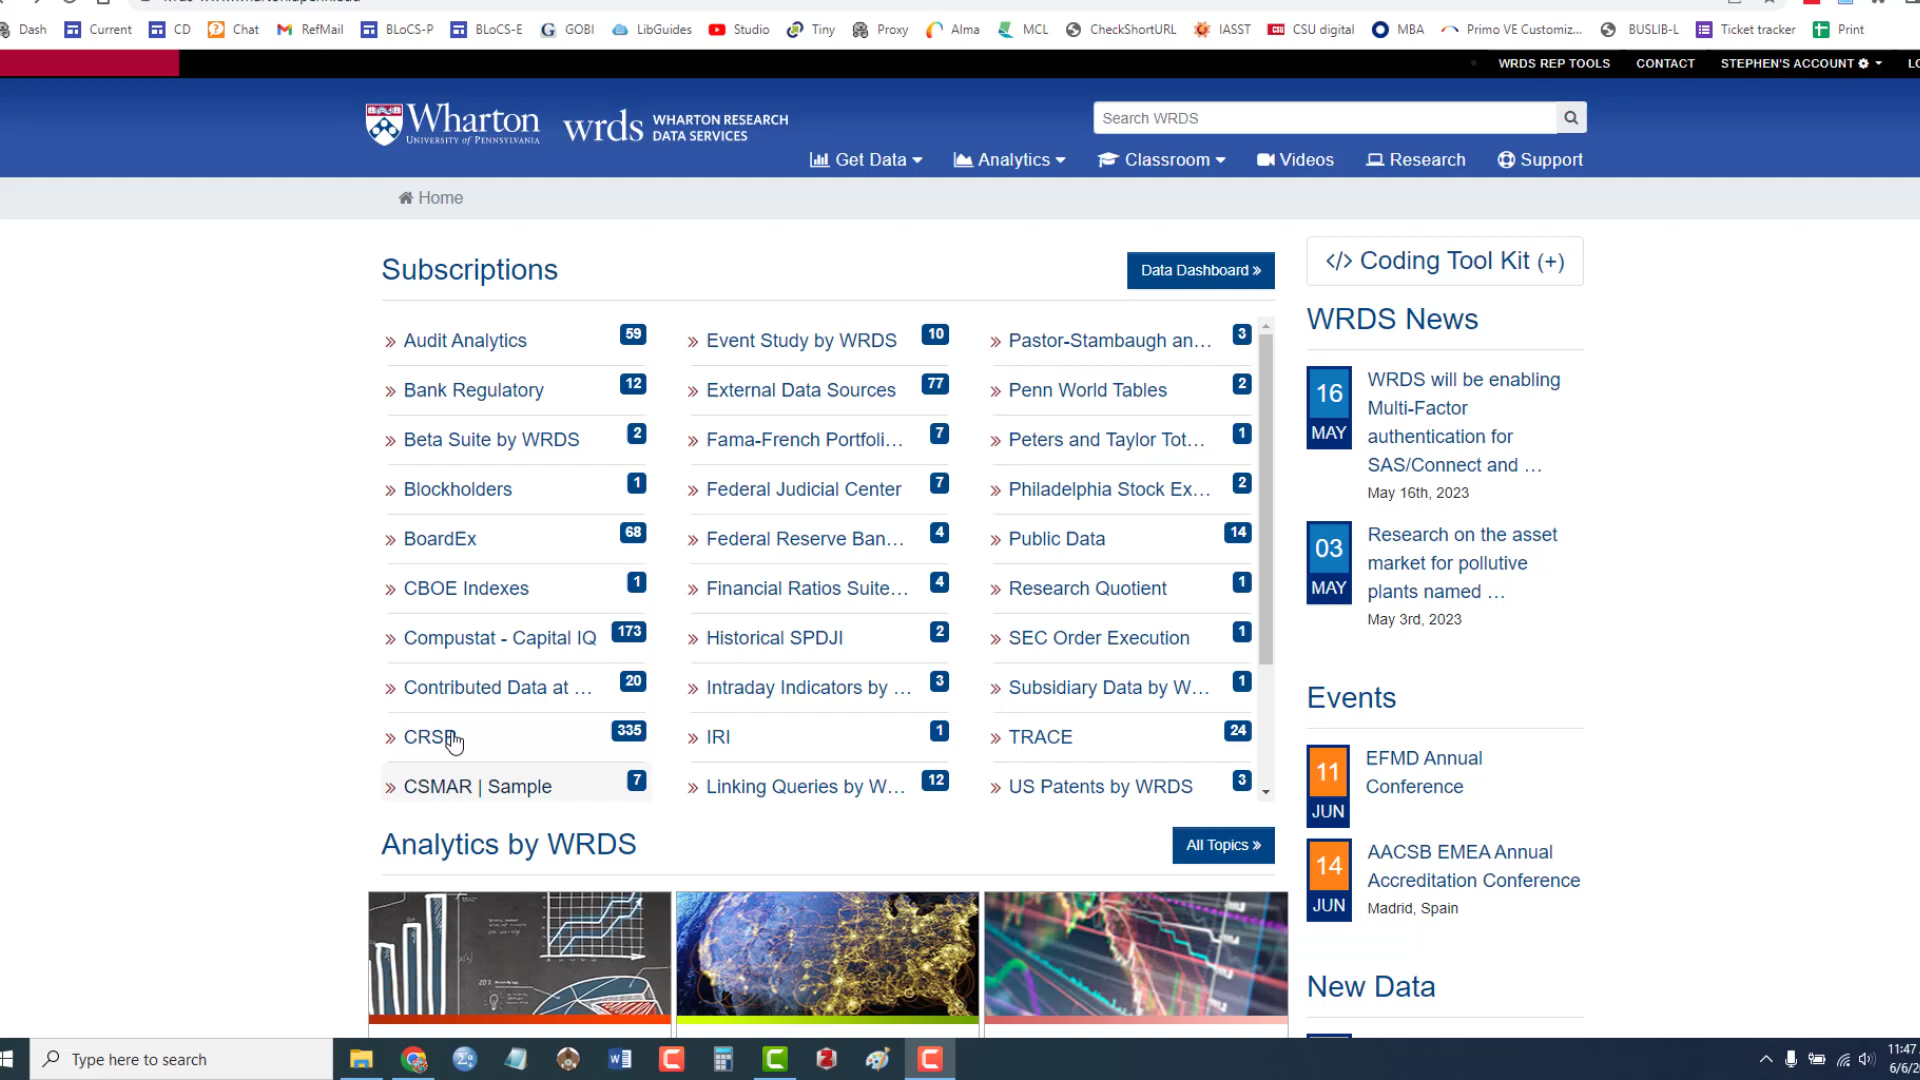 Dash Current CD Chat RefMail BLoCS-P BLoCS-E GOBI LibGuides Studio Tiny Proxy Alma MCL CheckShortURL IASST CSU digital MBA Primo VE Customiz... BUSLIB-L Ticket tracker Print
WRDS REP TOOLS CONTACT STEPHEN'S ACCOUNT
Wharton
UNIVERSITY OF PENNSYLVANIA
wrds
WHARTON RESEARCH
DATA SERVICES
Search WRDS
Get Data Analytics Classroom Videos Research Support
Home
Subscriptions
Data Dashboard »
» Audit Analytics 59
» Event Study by WRDS 10
» Pastor-Stambaugh an... 3
» Bank Regulatory 12
» External Data Sources 77
» Penn World Tables 2
» Beta Suite by WRDS 2
» Fama-French Portfoli... 7
» Peters and Taylor Tot... 1
» Blockholders 1
» Federal Judicial Center 7
» Philadelphia Stock Ex... 2
» BoardEx 68
» Federal Reserve Ban... 4
» Public Data 14
» CBOE Indexes 1
» Financial Ratios Suite... 4
» Research Quotient 1
» Compustat - Capital IQ 173
» Historical SPDJI 2
» SEC Order Execution 1
» Contributed Data at ... 20
» Intraday Indicators by ... 3
» Subsidiary Data by W... 1
» CRSP 335
» IRI 1
» TRACE 24
» CSMAR | Sample 7
» Linking Queries by W... 12
» US Patents by WRDS 3
Analytics by WRDS
All Topics »
</> Coding Tool Kit (+)
WRDS News
16
MAY
WRDS will be enabling
Multi-Factor
authentication for
SAS/Connect and ...
May 16th, 2023
03
MAY
Research on the asset
market for pollutive
plants named ...
May 3rd, 2023
Events
11
JUN
EFMD Annual
Conference
14
JUN
AACSB EMEA Annual
Accreditation Conference
Madrid, Spain
New Data
Type here to search
11:47